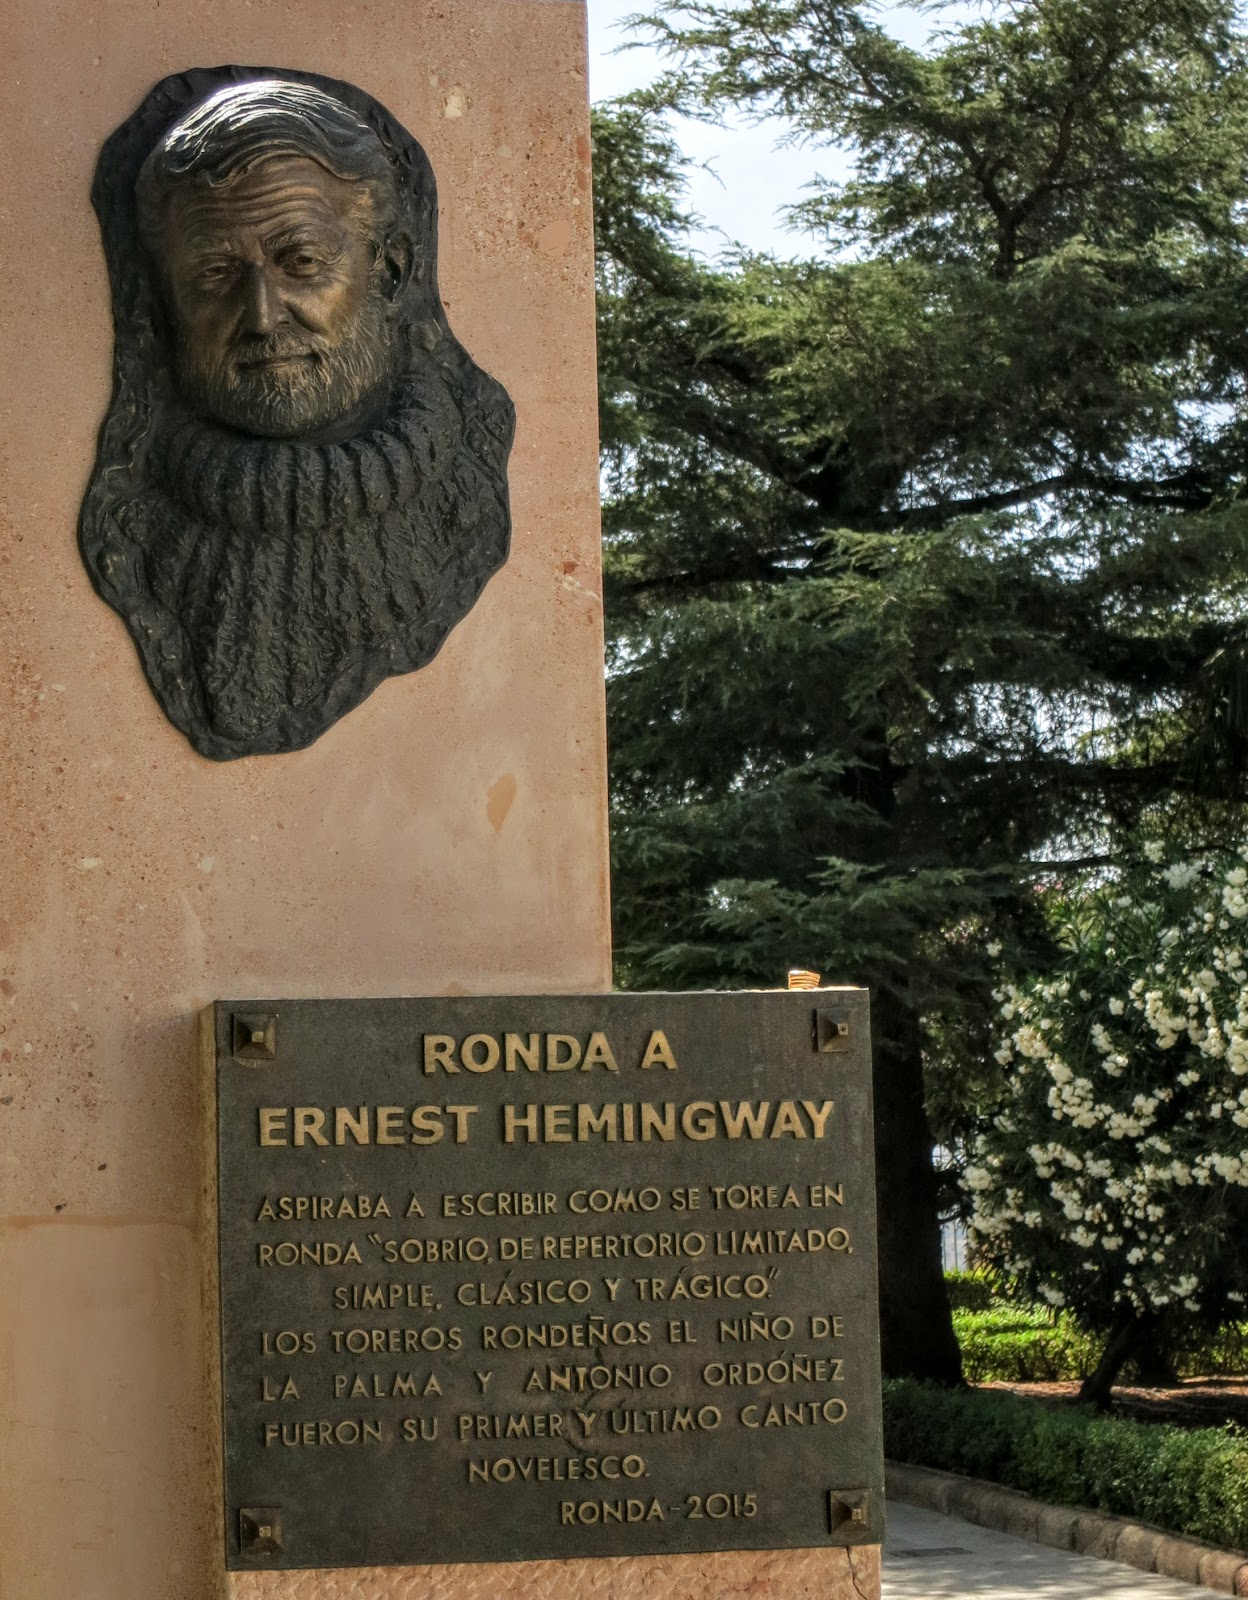 RONDA A
ERNEST HEMINGWAY
ASPIRABA A ESCRIBIR COMO SE TOREA EN
RONDA "SOBRIO, DE REPERTORIO LIMITADO,
SIMPLE, CLÁSICO Y TRÁGICO."
LOS TOREROS RONDEÑOS EL NIÑO DE
LA PALMA Y ANTONIO ORDÓÑEZ
FUERON SU PRIMER Y ÚLTIMO CANTO
NOVELESCO.
RONDA-2015